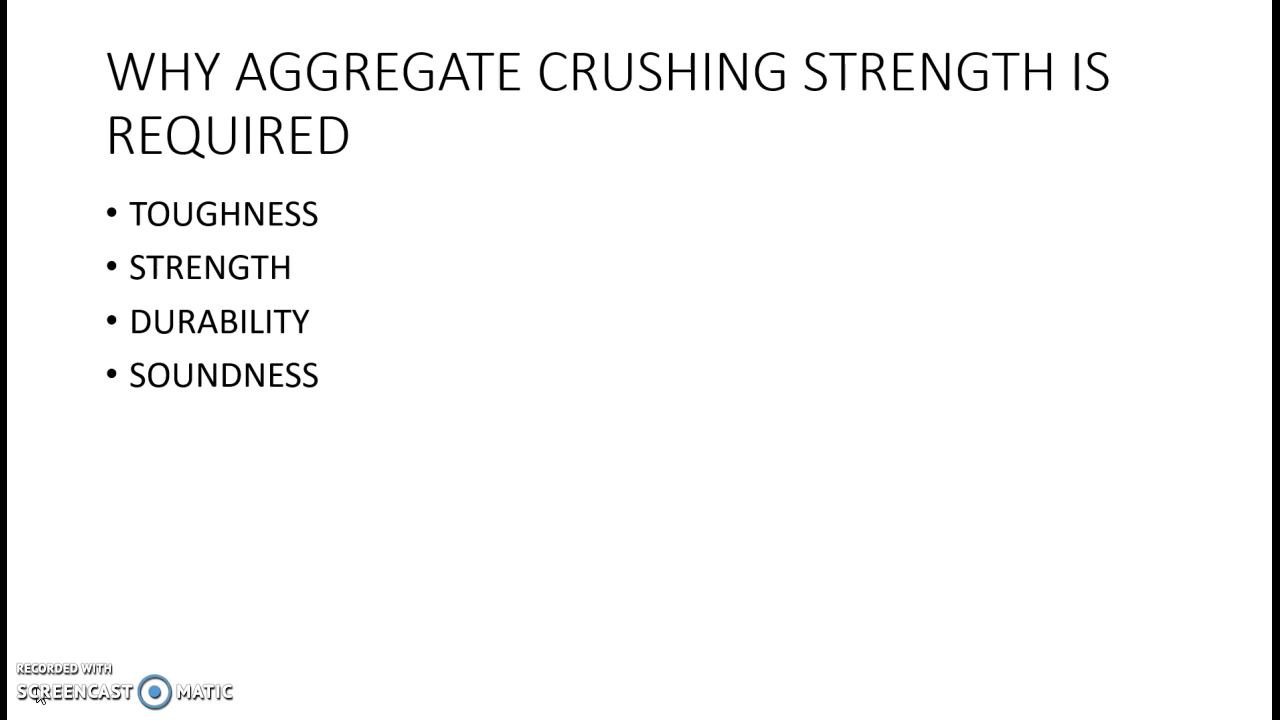 WHY AGGREGATE CRUSHING STRENGTH IS
REQUIRED
• TOUGHNESS
• STRENGTH
• DURABILITY
• SOUNDNESS
RECORDED WITH
SCREENCAST MATIC